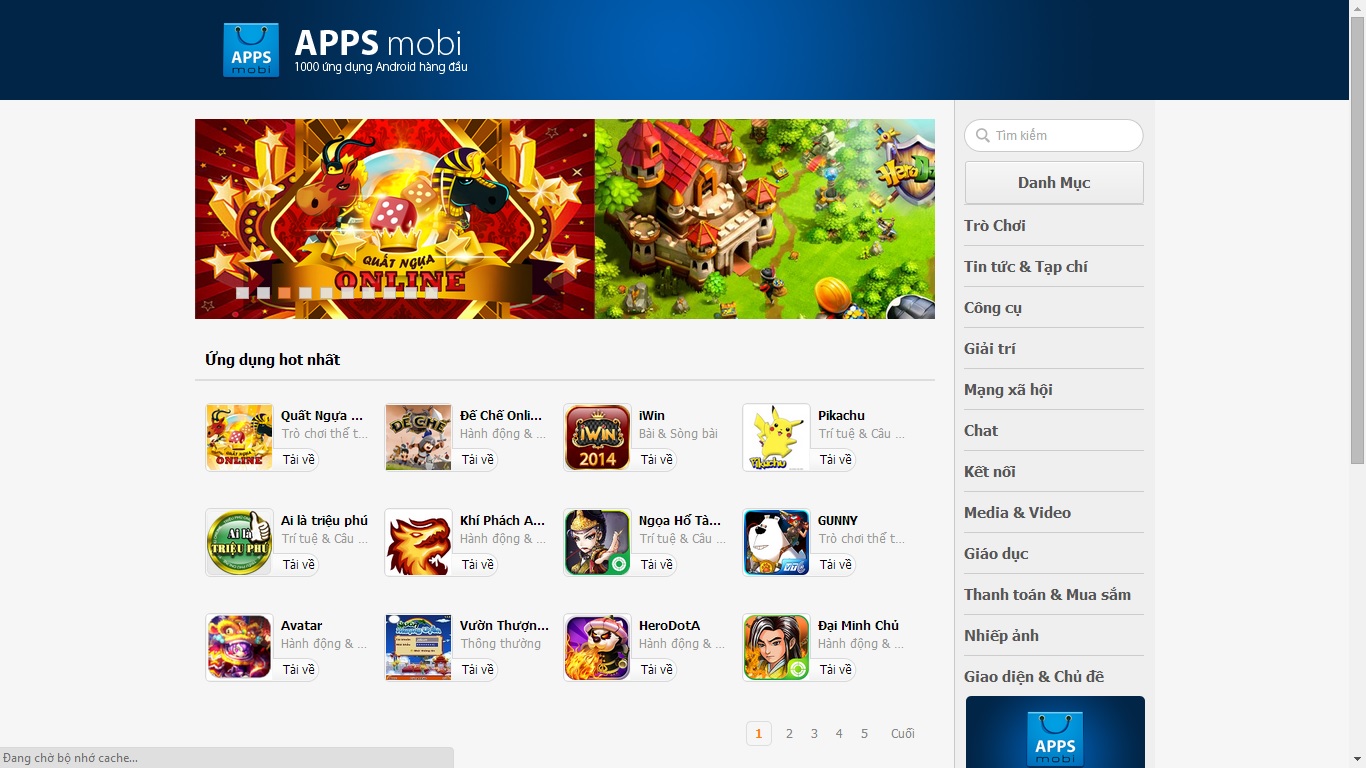 APPS
mobi
APPS mobi
1000 ứng dụng Android hàng đầu
QUẤT NGỰA
ONLINE
Tìm kiếm
Danh Mục
Trò Chơi
Tin tức & Tạp chí
Công cụ
Giải trí
Mạng xã hội
Chat
Kết nối
Media & Video
Giáo dục
Thanh toán & Mua sắm
Nhiếp ảnh
Giao diện & Chủ đề
APPS
mobi
Ứng dụng hot nhất
QUẤT NGỰA
ONLINE
Quất Ngựa ...
Trò chơi thể t...
Tải về
ĐẾ CHẾ
Đế Chế Onli...
Hành động & ...
Tải về
iWIN
2014
iWin
Bài & Sòng bài
Tải về
Pikachu
Pikachu
Trí tuệ & Câu ...
Tải về
Ai là
TRIỆU PHÚ
Ai là triệu phú
Trí tuệ & Câu ...
Tải về
Khí Phách A...
Hành động & ...
Tải về
Ngọa Hổ Tà...
Trí tuệ & Câu ...
Tải về
GUNNY
Trò chơi thể t...
Tải về
Avatar
Hành động & ...
Tải về
Vườn Thượn...
Thông thường
Tải về
HeroDotA
Hành động & ...
Tải về
Đại Minh Chủ
Hành động & ...
Tải về
1 2 3 4 5 Cuối
Đang chờ bộ nhớ cache...